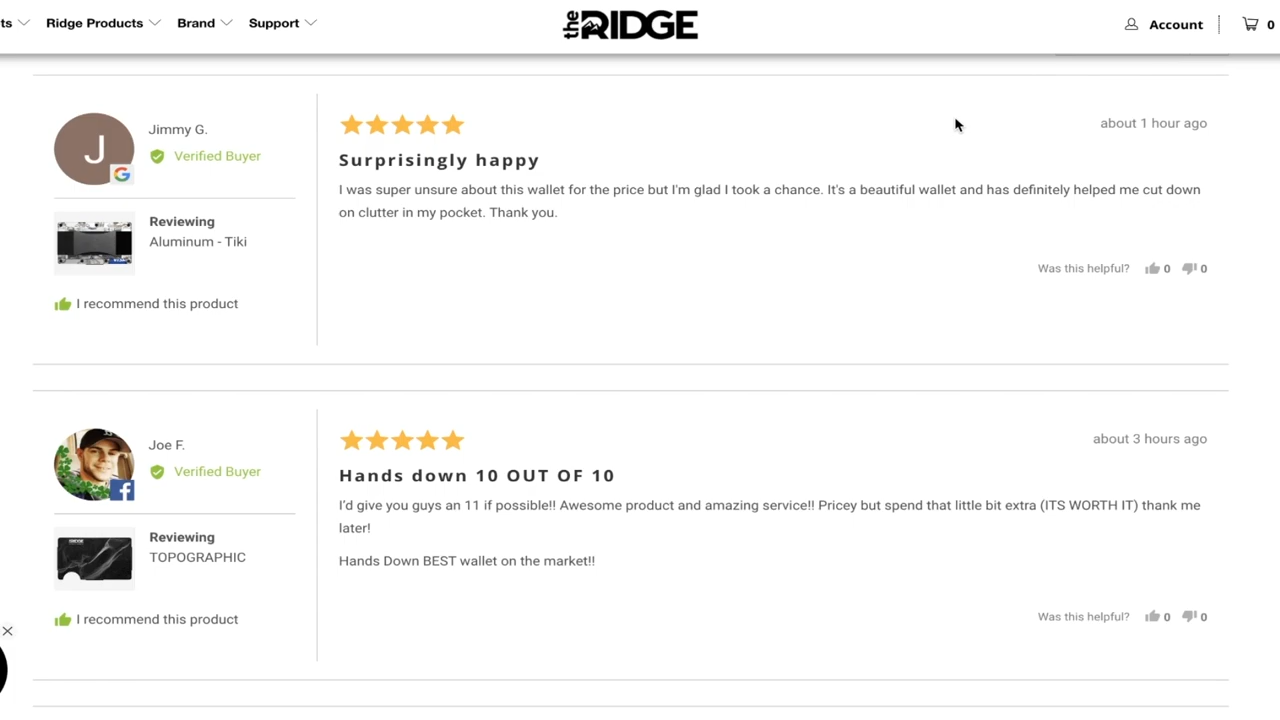 ts
Ridge Products
Brand
Support
the RIDGE
Account
0
J
G
Jimmy G.
Verified Buyer
Reviewing
Aluminum - Tiki
I recommend this product
about 1 hour ago
Surprisingly happy
I was super unsure about this wallet for the price but I'm glad I took a chance. It's a beautiful wallet and has definitely helped me cut down
on clutter in my pocket. Thank you.
Was this helpful? 0 0
f
Joe F.
Verified Buyer
Reviewing
TOPOGRAPHIC
I recommend this product
about 3 hours ago
Hands down 10 OUT OF 10
I'd give you guys an 11 if possible!! Awesome product and amazing service!! Pricey but spend that little bit extra (ITS WORTH IT) thank me
later!
Hands Down BEST wallet on the market!!
Was this helpful? 0 0